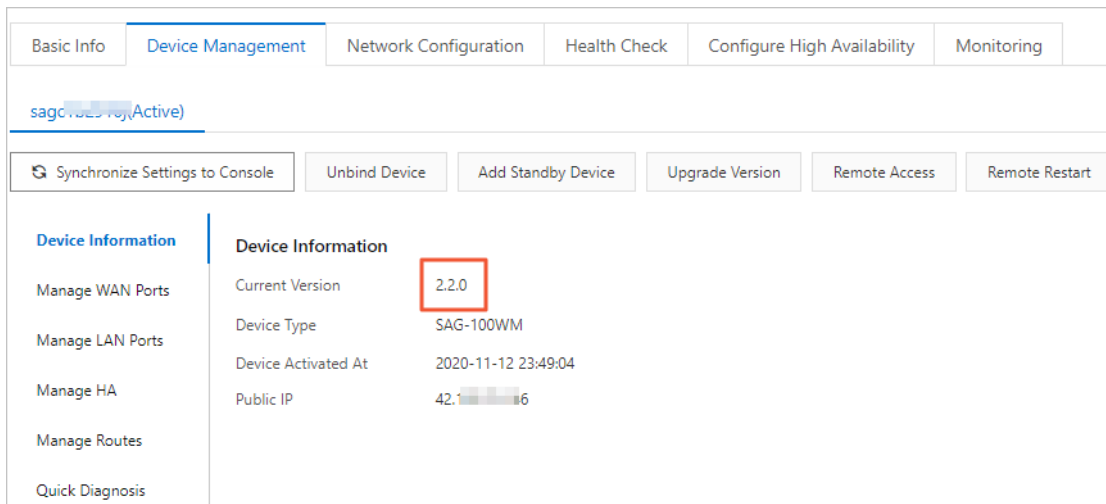 Basic Info Device Management Network Configuration Health Check Configure High Availability Monitoring
(Active)
Synchronize Settings to Console Unbind Device Add Standby Device Upgrade Version Remote Access Remote Restart
Device Information
Manage WAN Ports
Manage LAN Ports
Manage HA
Manage Routes
Quick Diagnosis
Device Information
Current Version 2.2.0
Device Type SAG-100WM
Device Activated At 2020-11-12 23:49:04
Public IP